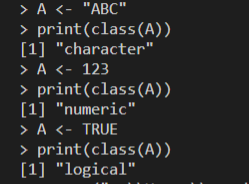 > A <- "ABC"
> print(class(A))
[1] "character"
> A <- 123
> print(class(A))
[1] "numeric"
> A <- TRUE
> print(class(A))
[1] "logical"